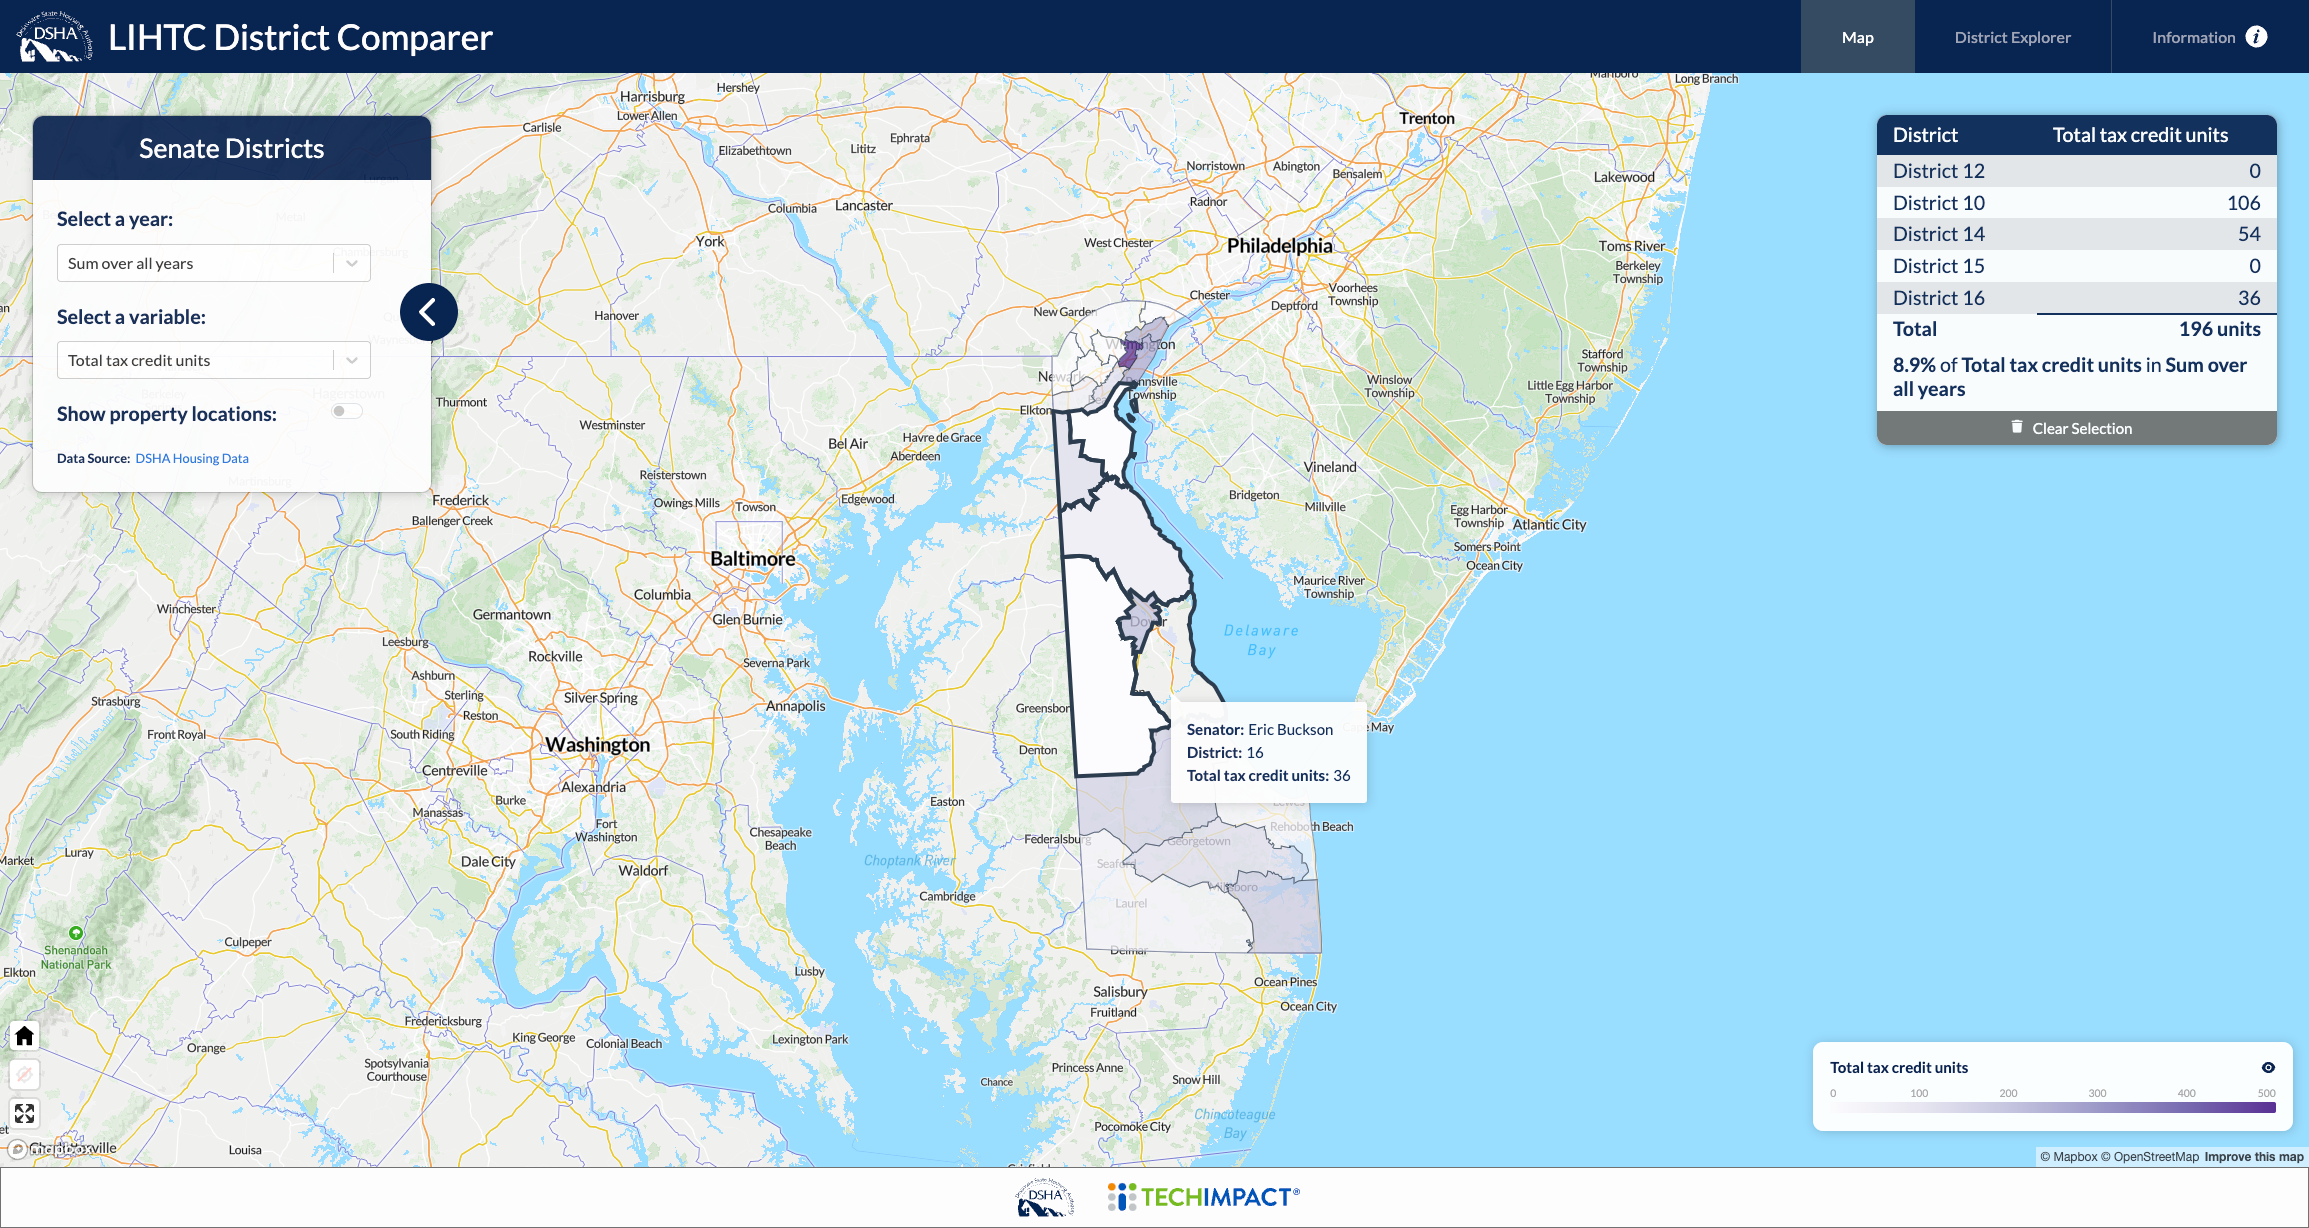 DSHA
LIHTC District Comparer
Map
District Explorer
Information
Senate Districts
Select a year:
Sum over all years
Select a variable:
Total tax credit units
Show property locations:
Data Source: DSHA Housing Data
District Total tax credit units
District 12 0
District 10 106
District 14 54
District 15 0
District 16 36
Total 196 units
8.9% of Total tax credit units in Sum over
all years
Clear Selection
Senator: Eric Buckson
District: 16
Total tax credit units: 36
Harrisburg
Hershey
Lower Allen
Carlisle
Ephrata
Elizabethtown
Lititz
Trenton
Long Branch
Norristown
Abington
Bensalem
Lakewood
Columbia
Lancaster
Radnor
York
West Chester
Philadelphia
Toms River
Berkeley
Township
Chester
Voorhees
Township
Deptford
Hanover
New Garden
Stafford
Township
Winslow
Township
Little Egg Harbor
Township
Thurmont
Elkton
Westminster
Bel Air
Havre de Grace
Aberdeen
Vineland
Reisterstown
Edgewood
Bridgeton
Millville
Frederick
Owings Mills
Towson
Ballenger Creek
Egg Harbor
Township
Atlantic City
Baltimore
Somers Point
Ocean City
Maurice River
Township
Columbia
Winchester
Germantown
Glen Burnie
Delaware
Bay
Leesburg
Rockville
Severna Park
Ashburn
Sterling
Silver Spring
Strasburg
Reston
Annapolis
Front Royal
South Riding
Washington
Denton
Centreville
Alexandria
Burke
Manassas
Easton
Fort
Washington
Chesapeake
Beach
Federalsburg
Rehoboth Beach
Georgetown
Luray
Dale City
Waldorf
Choptank River
Cambridge
Laurel
Shenandoah
National Park
Culpeper
Delmar
Elkton
Lusby
Ocean Pines
Salisbury
Ocean City
Fruitland
Fredericksburg
King George
Colonial Beach
Lexington Park
Orange
Spotsylvania
Courthouse
Princess Anne
Chance
Snow Hill
Chincoteague
Bay
Pocomoke City
Louisa
Total tax credit units
0 100 200 300 400 500
© Mapbox © OpenStreetMap Improve this map
DSHA
TECHIMPACT®